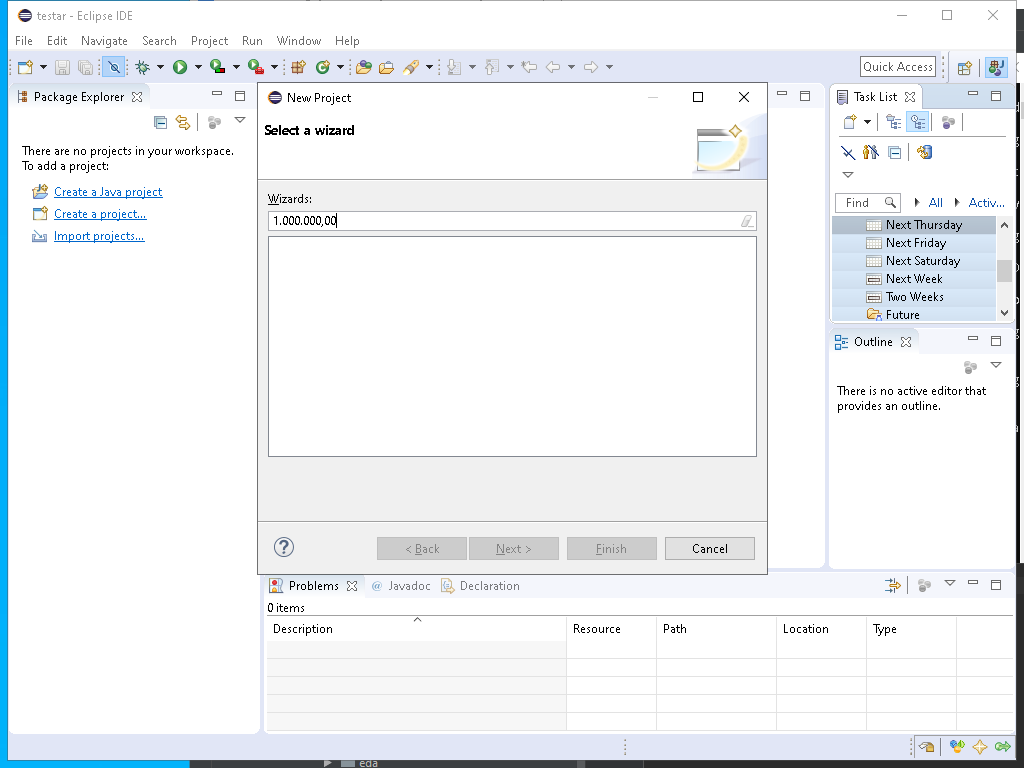 testar - Eclipse IDE
File Edit Navigate Search Project Run Window Help
Quick Access
Package Explorer
There are no projects in your workspace.
To add a project:
Create a Java project
Create a project...
Import projects...
New Project
Select a wizard
Wizards:
1.000.000,00
< Back Next > Finish Cancel
Task List
Find All Activ...
Next Thursday
Next Friday
Next Saturday
Next Week
Two Weeks
Future
Outline
There is no active editor that
provides an outline.
Problems @ Javadoc Declaration
0 items
Description Resource Path Location Type
eda